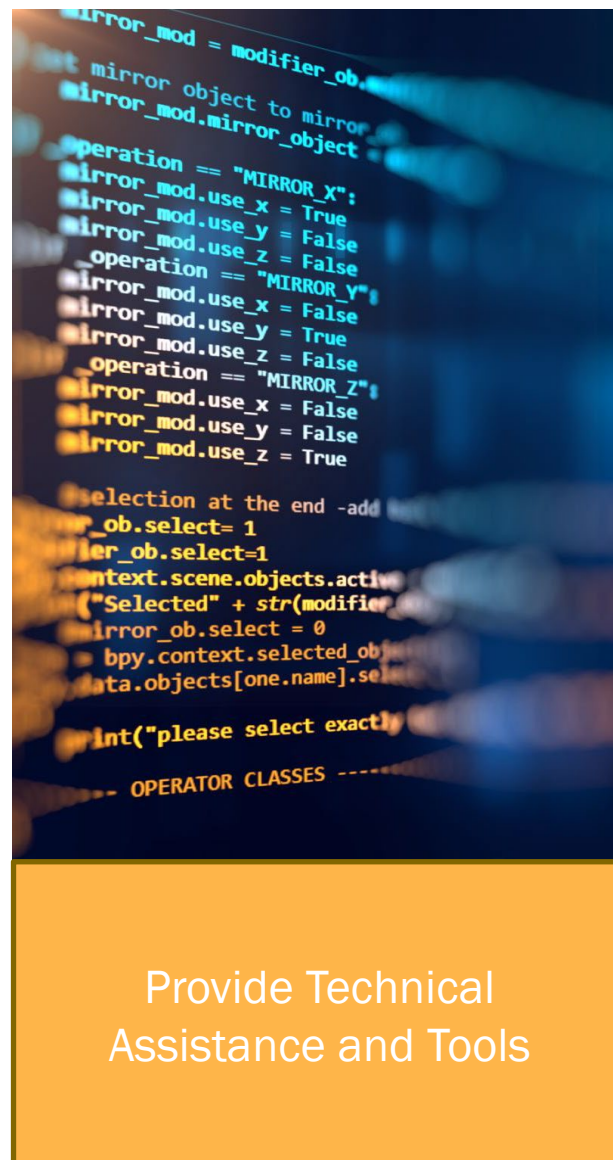 mirror_mod = modifier_ob.
mirror object to mirror
mirror_mod.mirror_object
operation == "MIRROR_X":
mirror_mod.use_x = True
mirror_mod.use_y = False
mirror_mod.use_z = False
_operation == "MIRROR_Y":
mirror_mod.use_x = False
mirror_mod.use_y = True
mirror_mod.use_z = False
_operation == "MIRROR_Z":
mirror_mod.use_x = False
mirror_mod.use_y = False
mirror_mod.use_z = True
selection at the end -add
_ob.select= 1
er_ob.select=1
ntext.scene.objects.active
("Selected" + str(modifier
mirror_ob.select = 0
= bpy.context.selected_ob
data.objects[one.name].sel
print("please select exactly
--- OPERATOR CLASSES ----
Provide Technical
Assistance and Tools